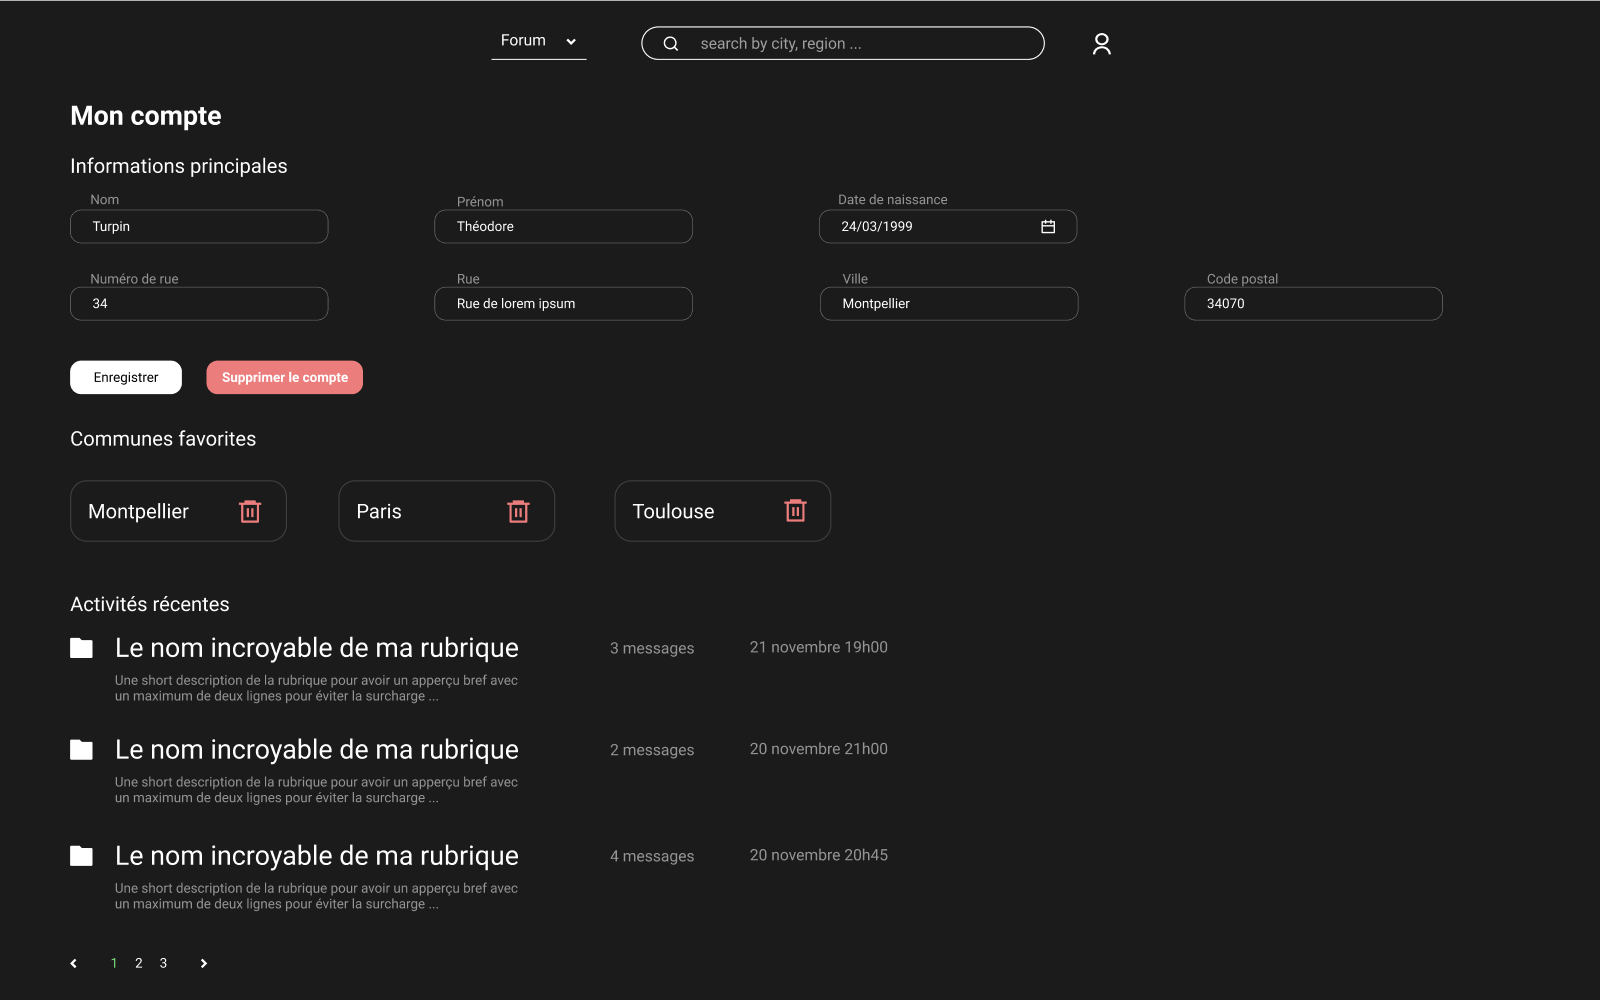 Forum
search by city, region ...
Mon compte
Informations principales
Nom
Prénom
Date de naissance
Turpin
Théodore
24/03/1999
Numéro de rue
Rue
Ville
Code postal
34
Rue de lorem ipsum
Montpellier
34070
Enregistrer
Supprimer le compte
Communes favorites
Montpellier
Paris
Toulouse
Activités récentes
Le nom incroyable de ma rubrique
3 messages
21 novembre 19h00
Une short description de la rubrique pour avoir un apperçu bref avec
un maximum de deux lignes pour éviter la surcharge ...
Le nom incroyable de ma rubrique
2 messages
20 novembre 21h00
Une short description de la rubrique pour avoir un apperçu bref avec
un maximum de deux lignes pour éviter la surcharge ...
Le nom incroyable de ma rubrique
4 messages
20 novembre 20h45
Une short description de la rubrique pour avoir un apperçu bref avec
un maximum de deux lignes pour éviter la surcharge ...
1 2 3